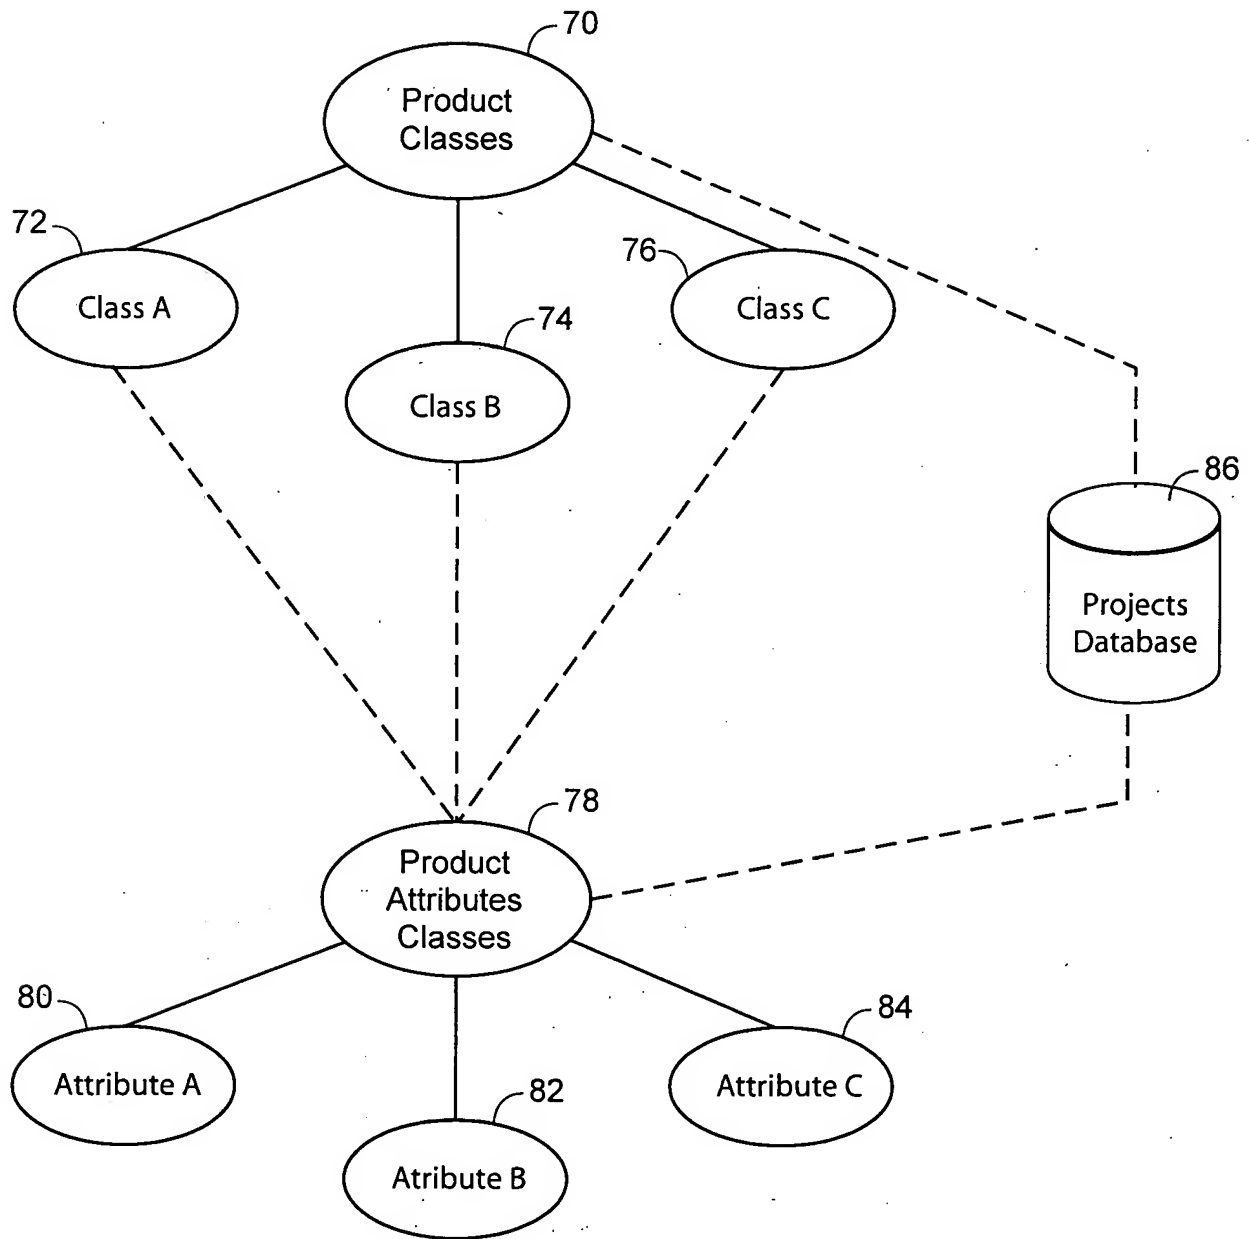 70
Product
Classes
72
Class A
76
Class C
74
Class B
86
Projects
Database
78
Product
Attributes
Classes
80
Attribute A
84
Attribute C
82
Atribute B